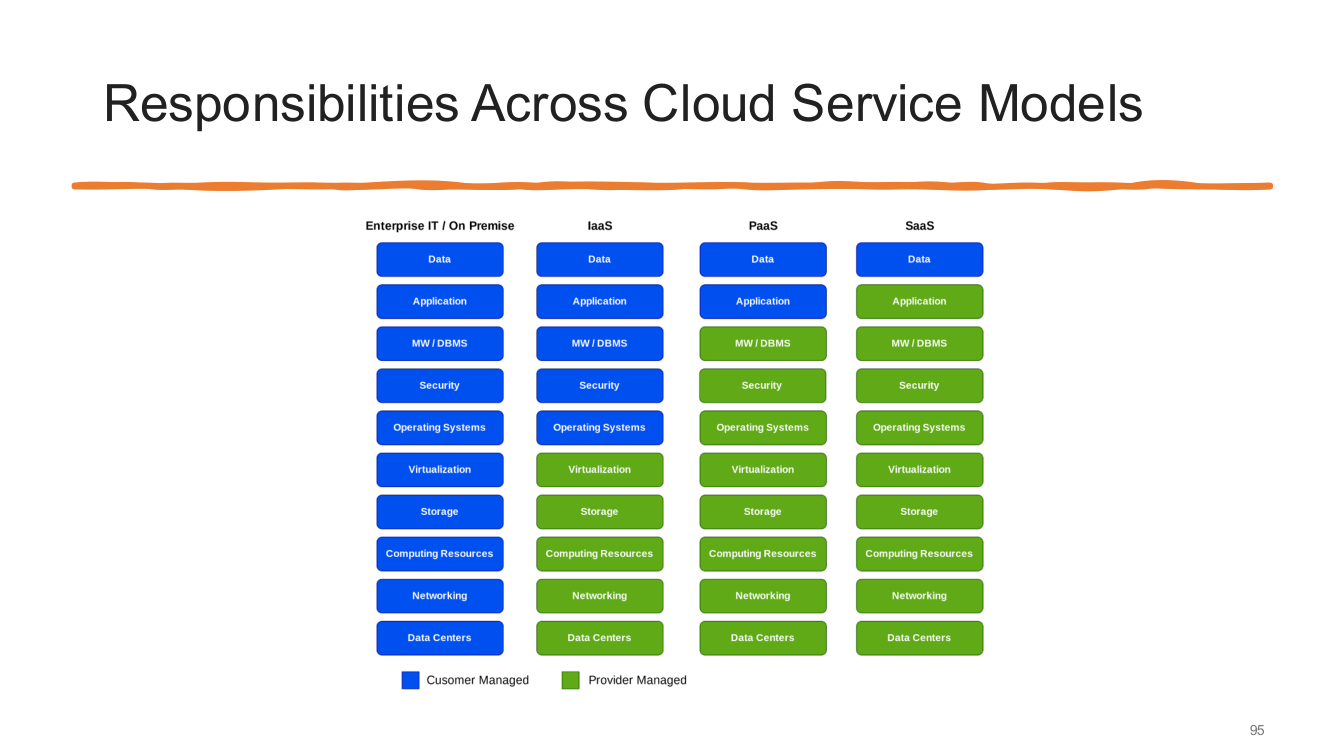 Responsibilities Across Cloud Service Models
Enterprise IT / On Premise IaaS PaaS SaaS
Data Data Data Data
Application Application Application Application
MW / DBMS MW / DBMS MW / DBMS MW / DBMS
Security Security Security Security
Operating Systems Operating Systems Operating Systems Operating Systems
Virtualization Virtualization Virtualization Virtualization
Storage Storage Storage Storage
Computing Resources Computing Resources Computing Resources Computing Resources
Networking Networking Networking Networking
Data Centers Data Centers Data Centers Data Centers
Cusomer Managed Provider Managed
95